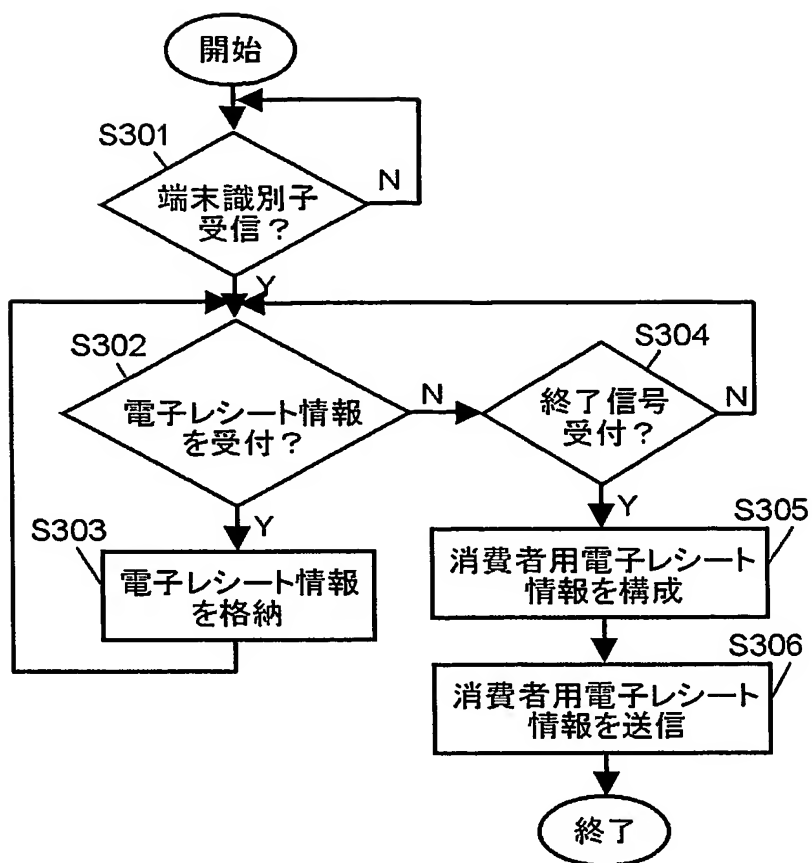 開始
S301
端末識別子
受信?
N
Y
S302
電子レシート情報
を受付?
N
S304
終了信号
受付?
N
Y
S303
電子レシート情報
を格納
Y
S305
消費者用電子レシート
情報を構成
S306
消費者用電子レシート
情報を送信
終了